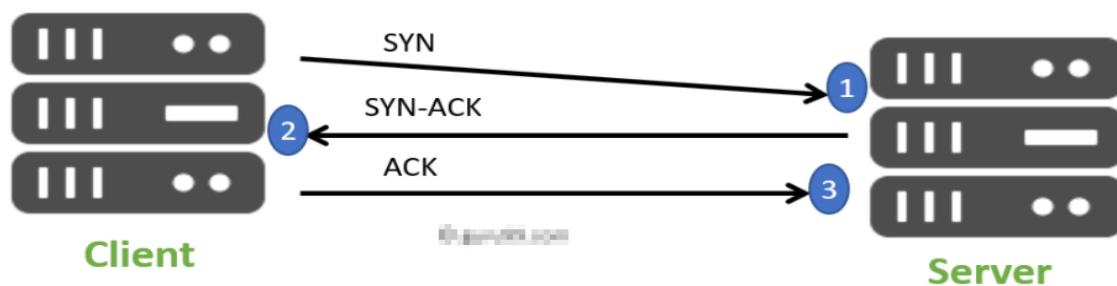 SYN
1
SYN-ACK
2
ACK
3
Client
Server